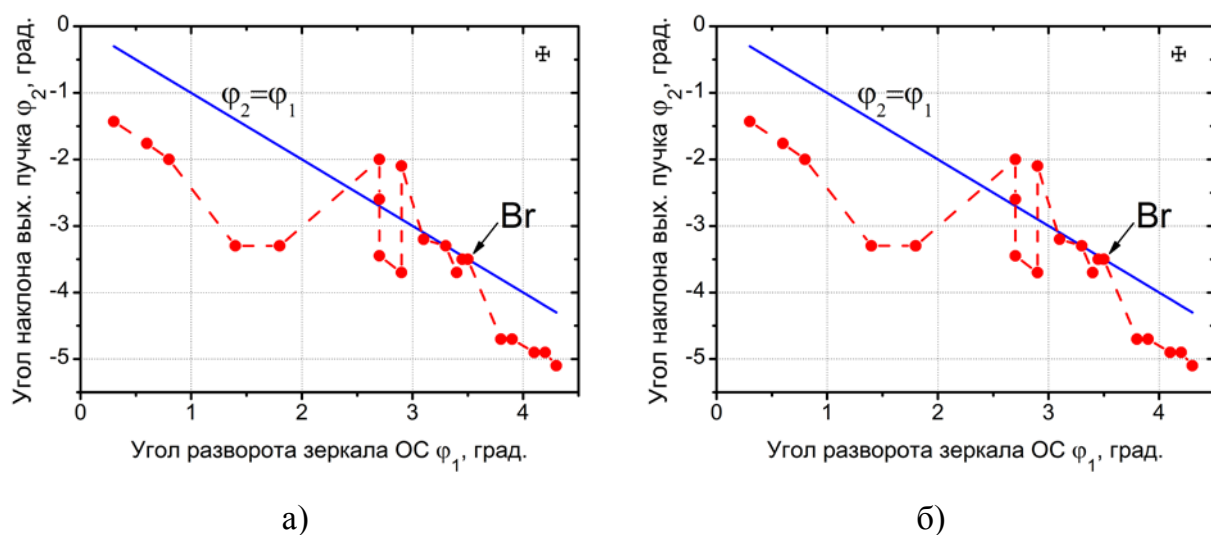 Угол наклона вых. пучка φ₂, град.
0
-1
-2
-3
-4
-5
φ₂=φ₁
Br
0 1 2 3 4
Угол разворота зеркала ОС φ₁, град.
а)
Угол наклона вых. пучка φ₂, град.
0
-1
-2
-3
-4
-5
φ₂=φ₁
Br
0 1 2 3 4
Угол разворота зеркала ОС φ₁, град.
б)